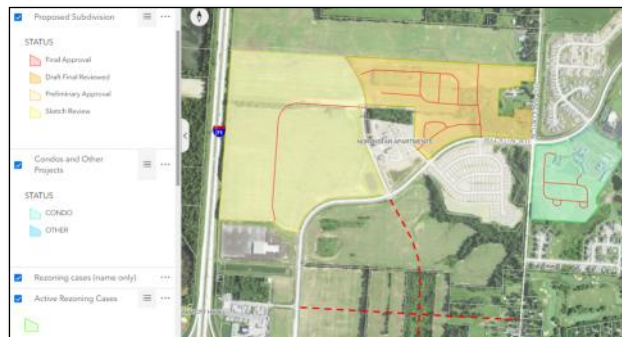 Proposed Subdivision
STATUS
Final Approval
Draft Final Reviewed
Preliminary Approval
Sketch Review
Condos and Other
Projects
STATUS
CONDO
OTHER
Rezoning cases (name only)
Active Rezoning Cases
71
APARTMENTS